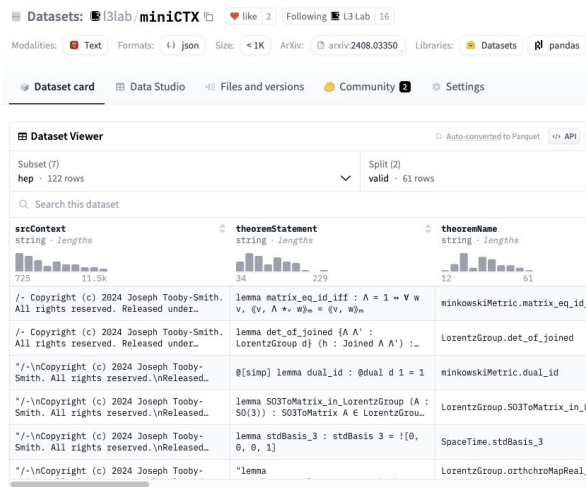 Datasets: l3lab/miniCTX like 2 Following L3 Lab 16
Modalities: Text Formats: json Size: <1K ArXiv: arxiv:2408.03350 Libraries: Datasets pandas
Dataset card Data Studio Files and versions Community 2 Settings
Dataset Viewer Auto-converted to Parquet API
Subset (7) Split (2)
hep · 122 rows valid · 61 rows
Search this dataset
srcContext theoremStatement theoremName
string · lengths string · lengths string · lengths
725 11.5k 34 229 12 61
/- Copyright (c) 2024 Joseph Tooby-Smith. lemma matrix_eq_id_iff : Λ = 1 ↔ ∀ w minkowskiMetric.matrix_eq_id_
All rights reserved. Released under… v, ⟪v, Λ *ᵥ w⟫ₘ = ⟪v, w⟫ₘ
/- Copyright (c) 2024 Joseph Tooby-Smith. lemma det_of_joined {Λ Λ' : LorentzGroup.det_of_joined
All rights reserved. Released under… LorentzGroup d} (h : Joined Λ Λ') :…
"/-\nCopyright (c) 2024 Joseph Tooby- @[simp] lemma dual_id : @dual d 1 = 1 minkowskiMetric.dual_id
Smith. All rights reserved.\nReleased…
"/-\nCopyright (c) 2024 Joseph Tooby- lemma SO3ToMatrix_in_LorentzGroup (A : LorentzGroup.SO3ToMatrix_in_L
Smith. All rights reserved.\nReleased… SO(3)) : SO3ToMatrix A ∈ LorentzGrou…
"/-\nCopyright (c) 2024 Joseph Tooby- lemma stdBasis_3 : stdBasis 3 = ![0, SpaceTime.stdBasis_3
Smith. All rights reserved.\nReleased… 0, 0, 1]
"/-\nCopyright (c) 2024 Joseph Tooby- "lemma LorentzGroup.orthchroMapReal_